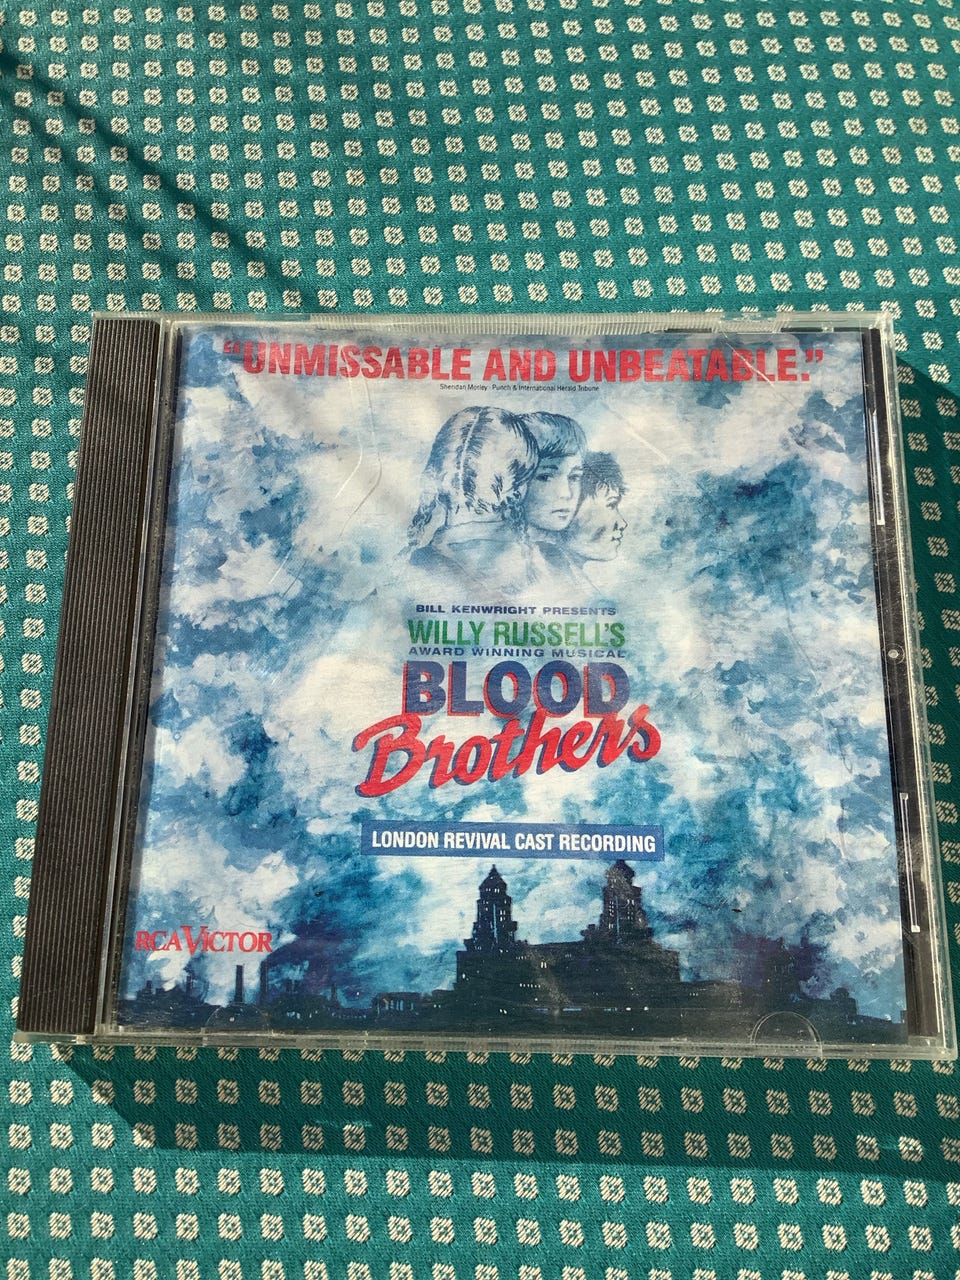 "UNMISSABLE AND UNBEATABLE."
Sheridan Morley. Punch & International Herald Tribune
BILL KENWRIGHT PRESENTS
WILLY RUSSELL'S
AWARD WINNING MUSICAL
BLOOD
Brothers
LONDON REVIVAL CAST RECORDING
RCA VICTOR